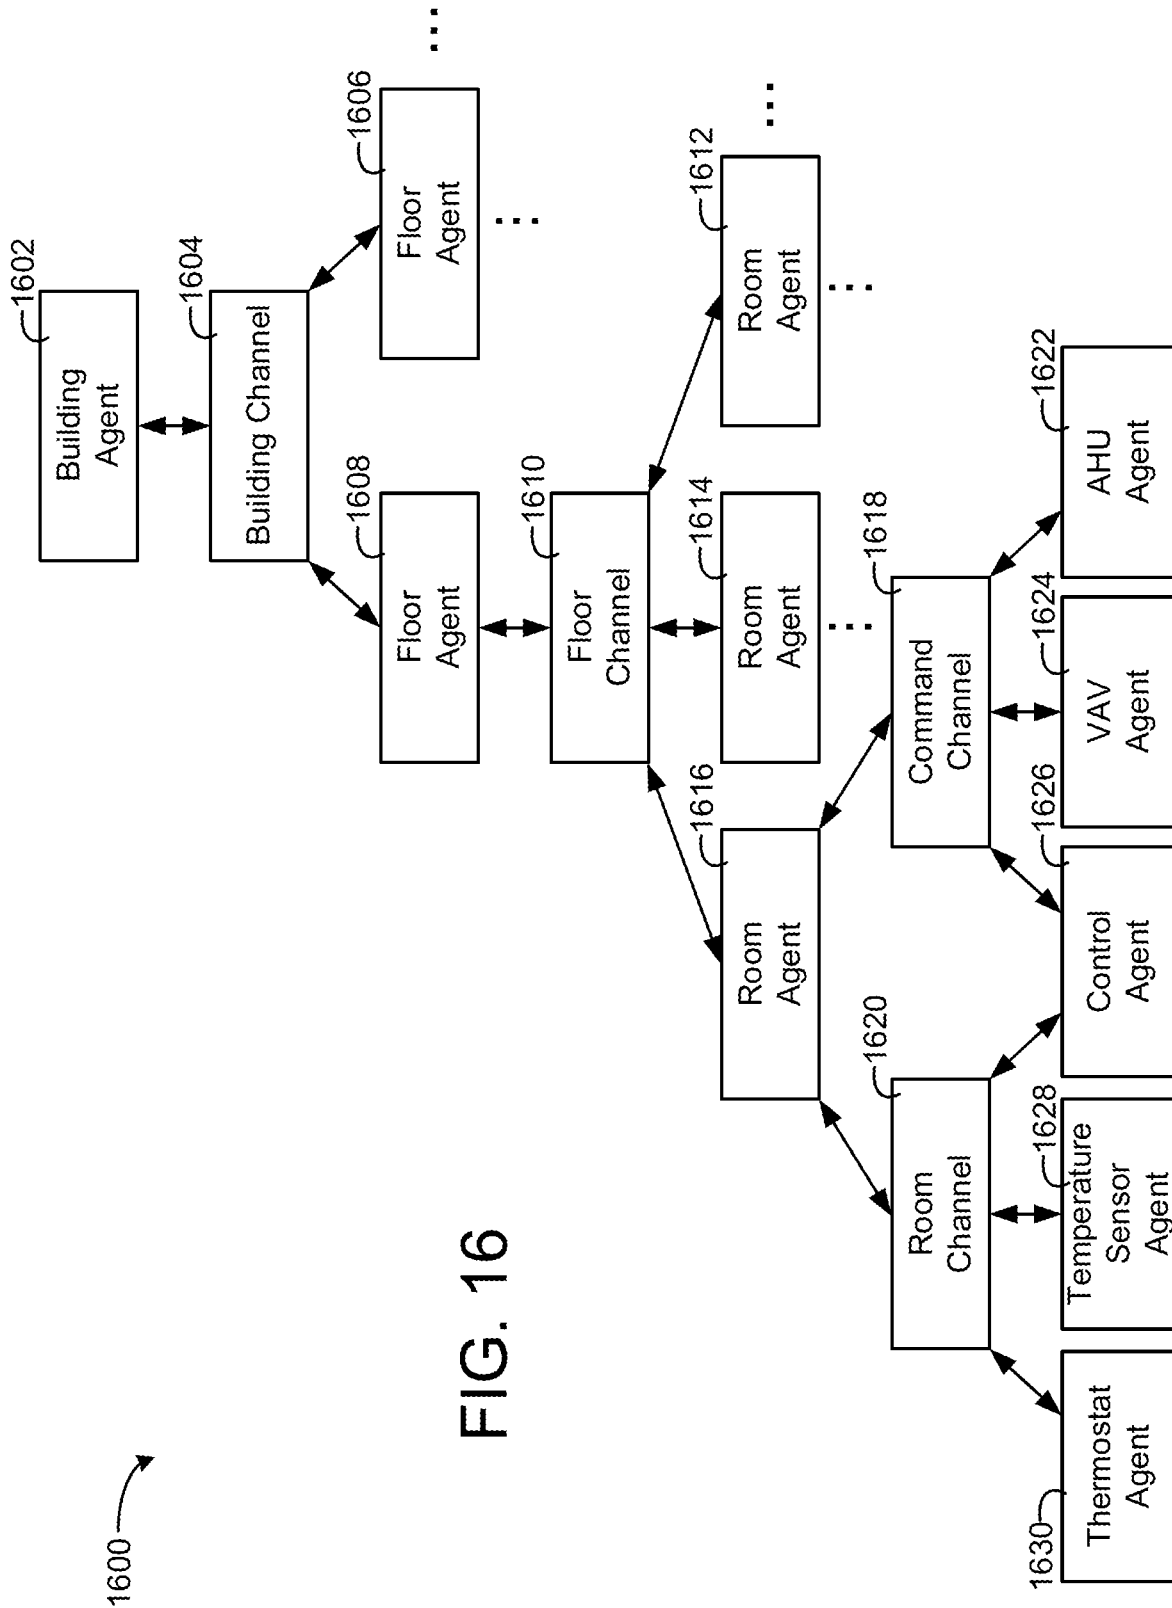 1600
1602
Building
Agent
1604
Building Channel
1608
Floor
Agent
1606
Floor
Agent
...
...
1610
Floor
Channel
1616
Room
Agent
1614
Room
Agent
...
1612
Room
Agent
...
...
1620
Room
Channel
1618
Command
Channel
1630
Thermostat
Agent
1628
Temperature
Sensor
Agent
1626
Control
Agent
1624
VAV
Agent
1622
AHU
Agent
FIG. 16